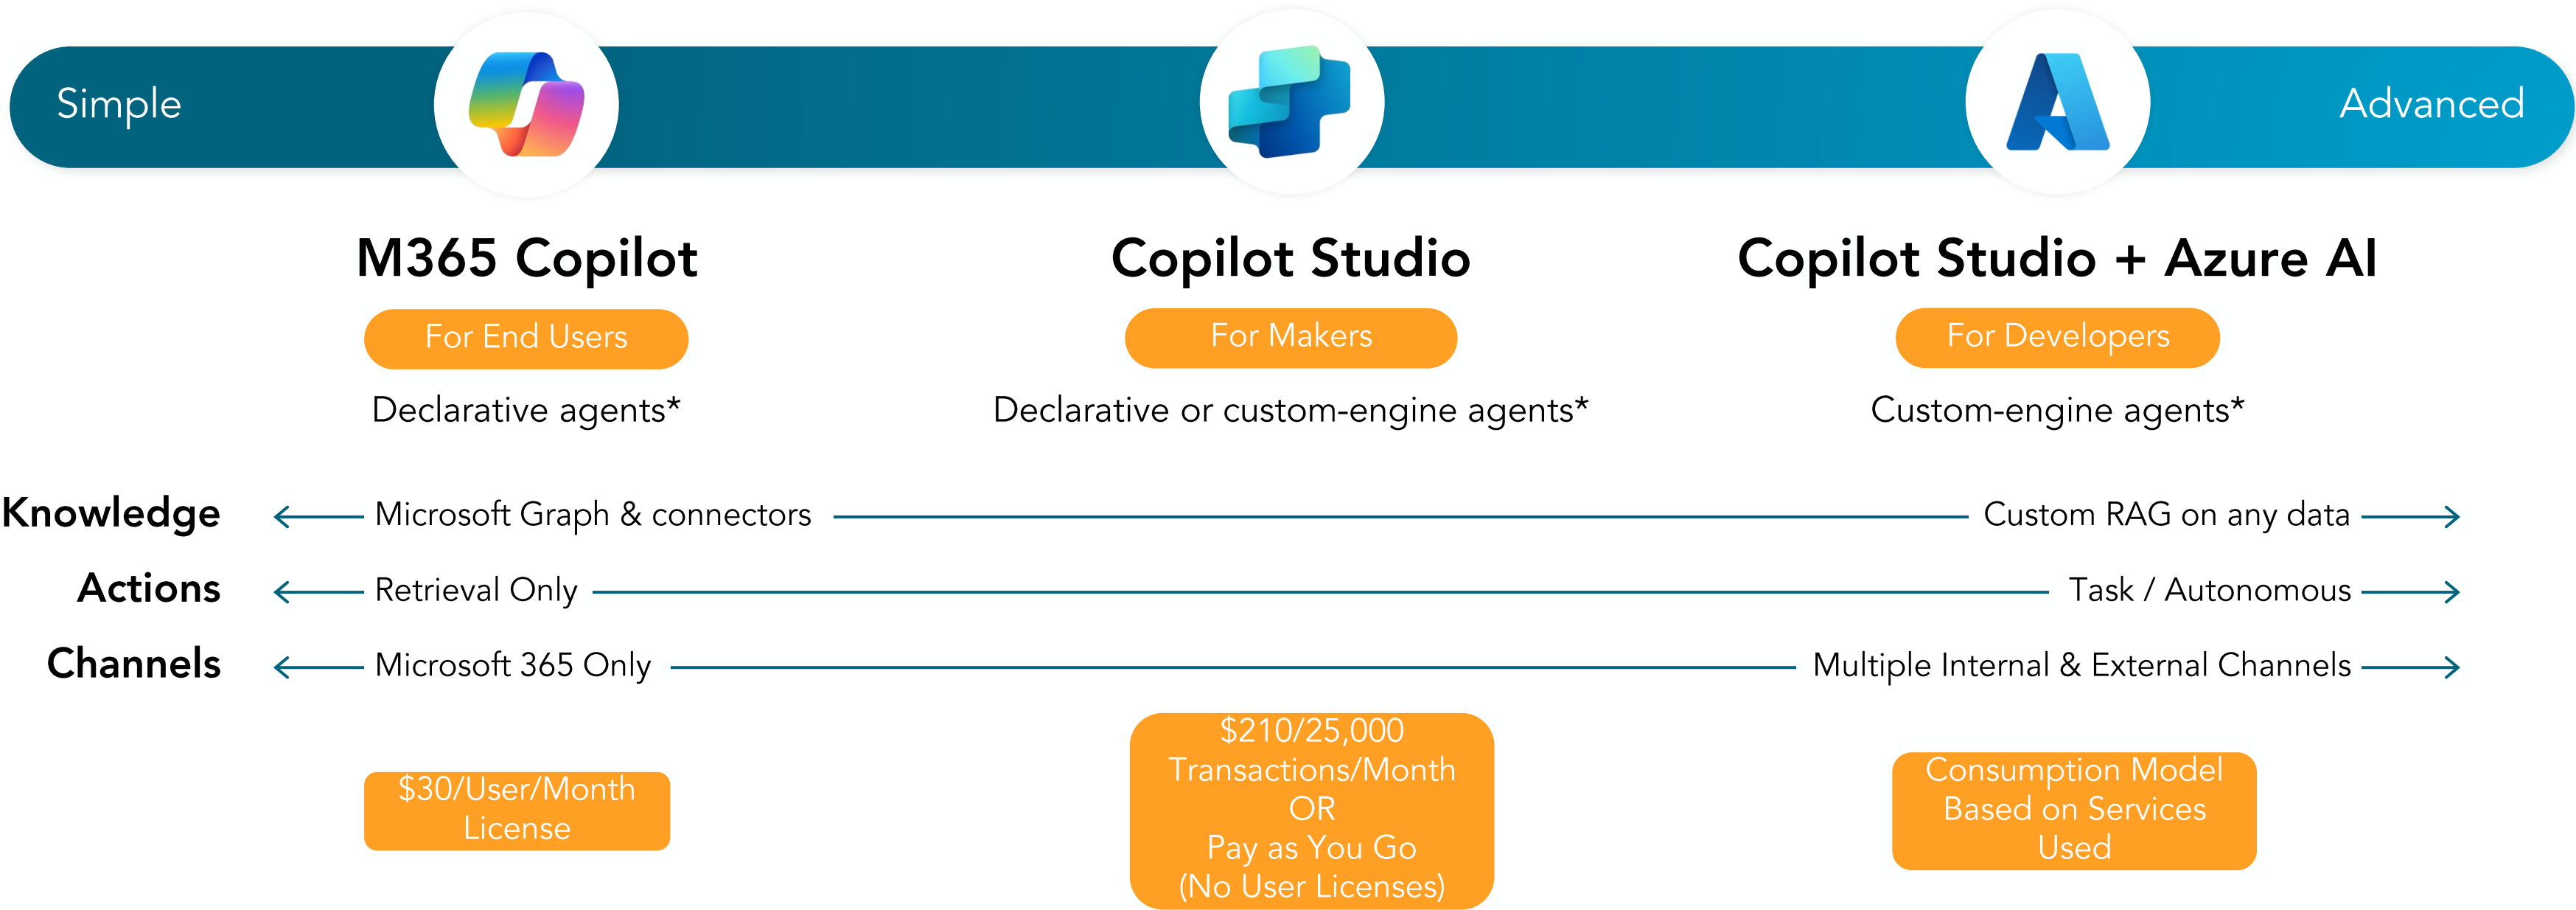 Simple
Advanced
M365 Copilot
Copilot Studio
Copilot Studio + Azure AI
For End Users
For Makers
For Developers
Declarative agents*
Declarative or custom-engine agents*
Custom-engine agents*
Knowledge
Microsoft Graph & connectors
Custom RAG on any data
Actions
Retrieval Only
Task / Autonomous
Channels
Microsoft 365 Only
Multiple Internal & External Channels
$30/User/Month
License
$210/25,000
Transactions/Month
OR
Pay as You Go
(No User Licenses)
Consumption Model
Based on Services
Used